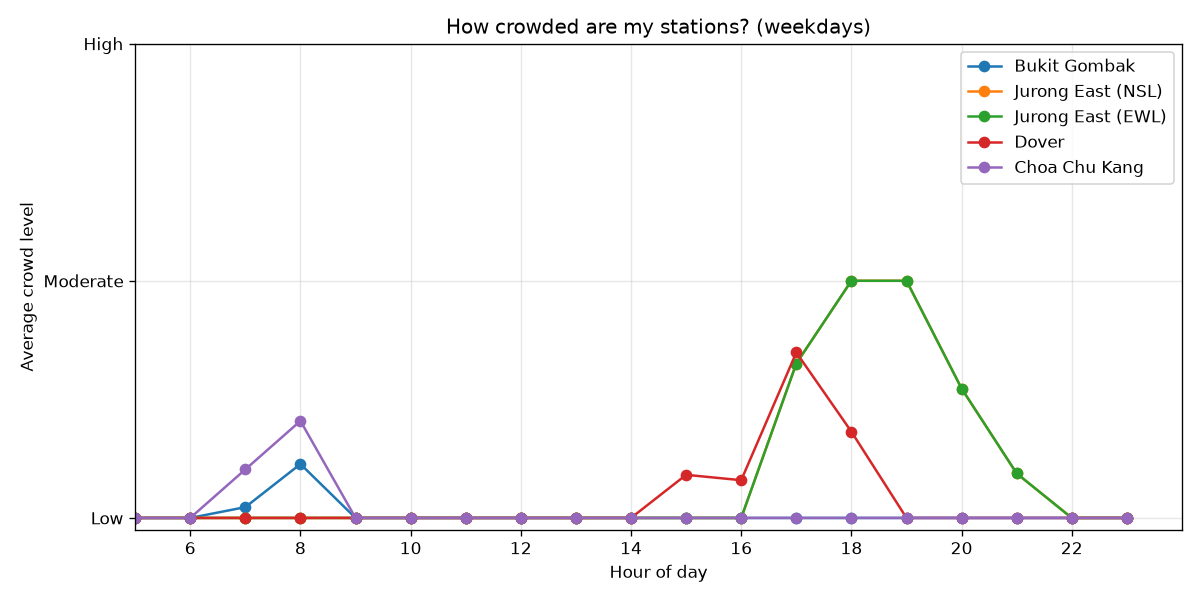 How crowded are my stations? (weekdays)
High
Moderate
Low
Average crowd level
Bukit Gombak
Jurong East (NSL)
Jurong East (EWL)
Dover
Choa Chu Kang
6 8 10 12 14 16 18 20 22
Hour of day